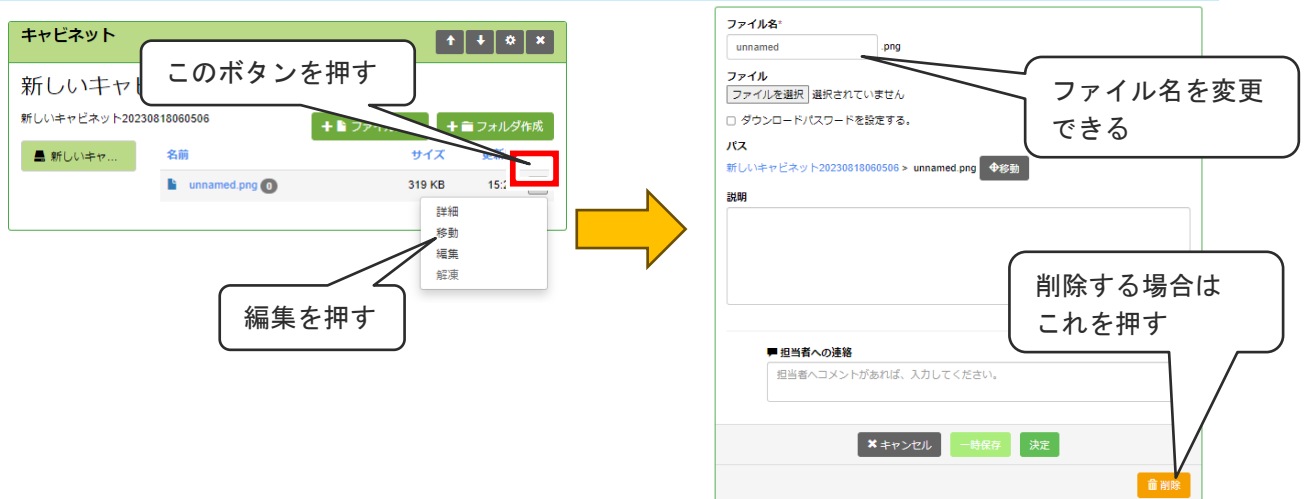 キャビネット
このボタンを押す
新しいキャビ
新しいキャビネット20230818060506
ファイル
フォルダ作成
新しいキャ...
名前
サイズ
更新
unnamed.png 0
319 KB
15:2
詳細
移動
編集
解凍
編集を押す
ファイル名*
unnamed
.png
ファイル名を変更
できる
ファイル
ファイルを選択 選択されていません
ダウンロードパスワードを設定する。
パス
新しいキャビネット20230818060506 > unnamed.png
移動
説明
削除する場合は
これを押す
担当者への連絡
担当者へコメントがあれば、入力してください。
キャンセル
一時保存
決定
削除